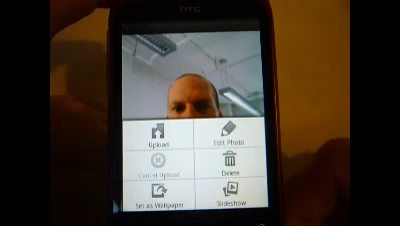 HTC
Upload
Edit Photo
Cancel Upload
Delete
Set as Wallpaper
Slideshow